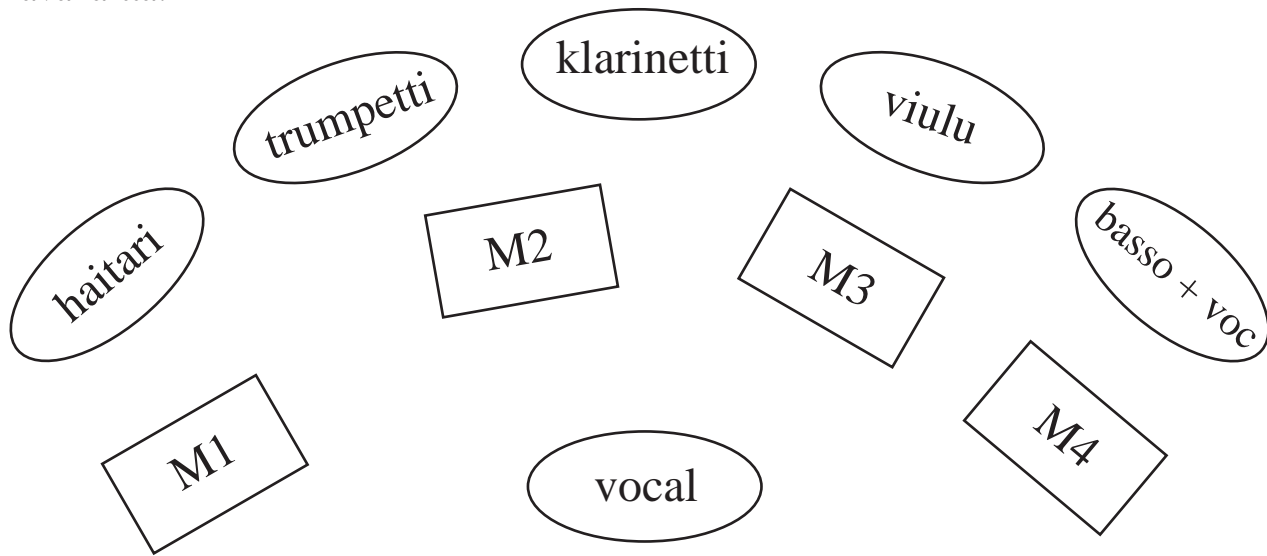 klarinetti
trumpetti
viulu
haitari
basso + voc
M2
M3
M1
M4
vocal